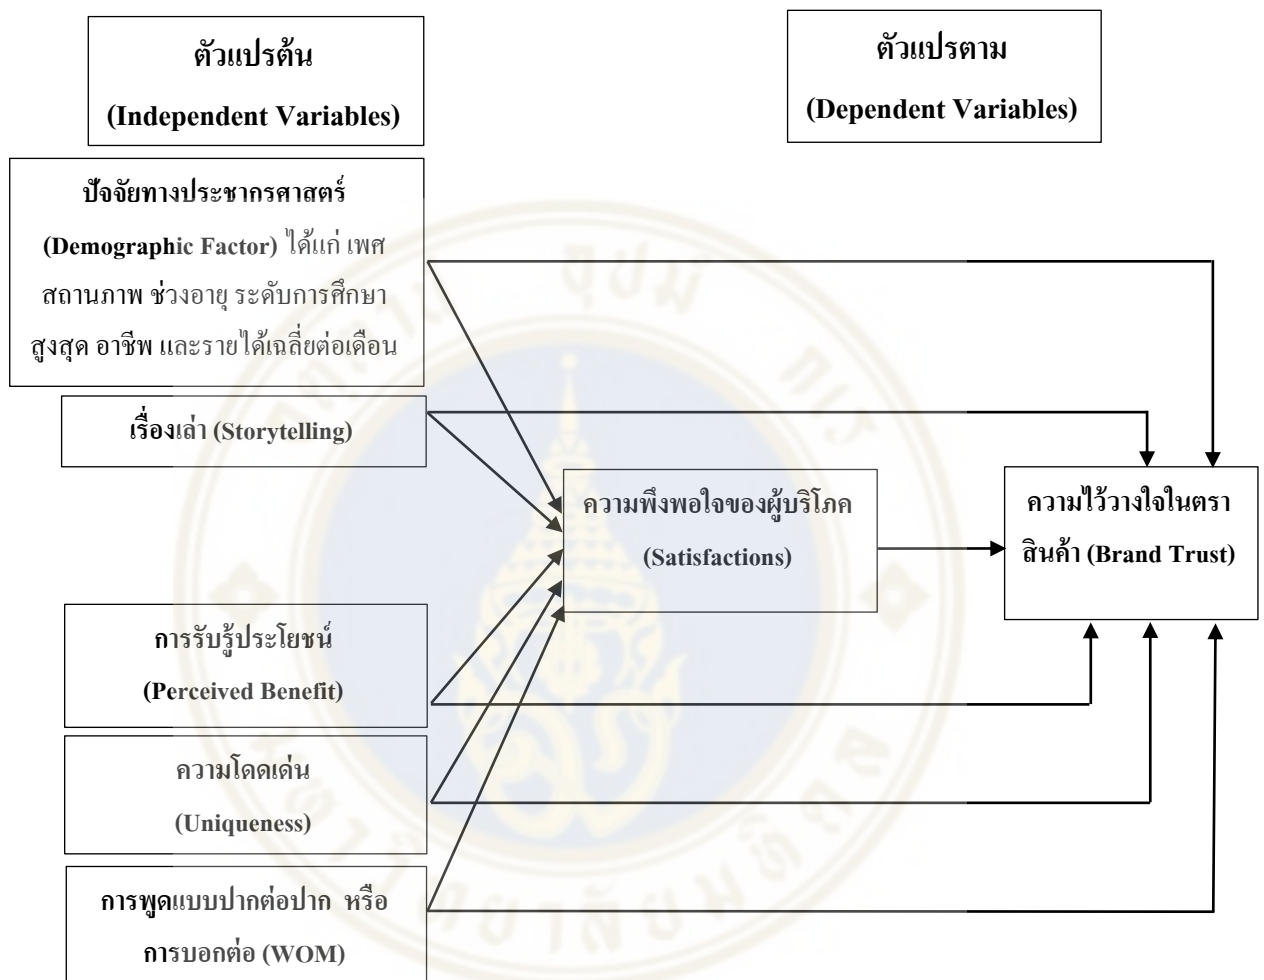 ตัวแปรต้น
(Independent Variables)
ตัวแปรตาม
(Dependent Variables)
ปัจจัยทางประชากรศาสตร์
(Demographic Factor) ได้แก่ เพศ
สถานภาพ ช่วงอายุ ระดับการศึกษา
สูงสุด อาชีพ และรายได้เฉลี่ยต่อเดือน
เรื่องเล่า (Storytelling)
ความพึงพอใจของผู้บริโภค
(Satisfactions)
ความไว้วางใจในตรา
สินค้า (Brand Trust)
การรับรู้ประโยชน์
(Perceived Benefit)
ความโดดเด่น
(Uniqueness)
การพูดแบบปากต่อปาก หรือ
การบอกต่อ (WOM)